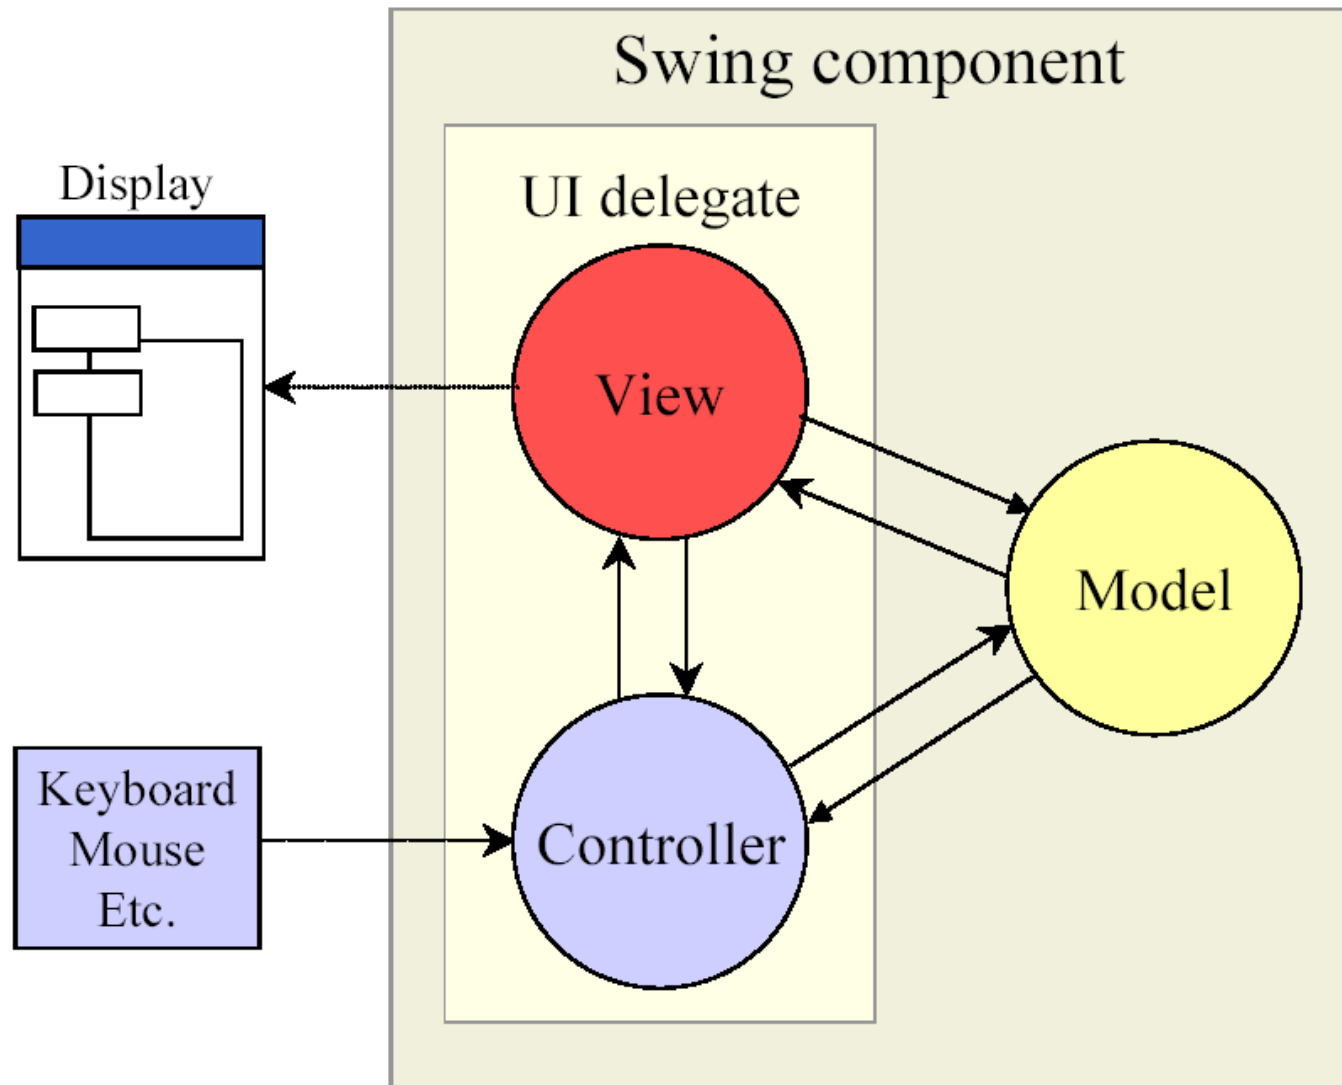 Swing component
Display
UI delegate
View
Model
Keyboard
Mouse
Etc.
Controller